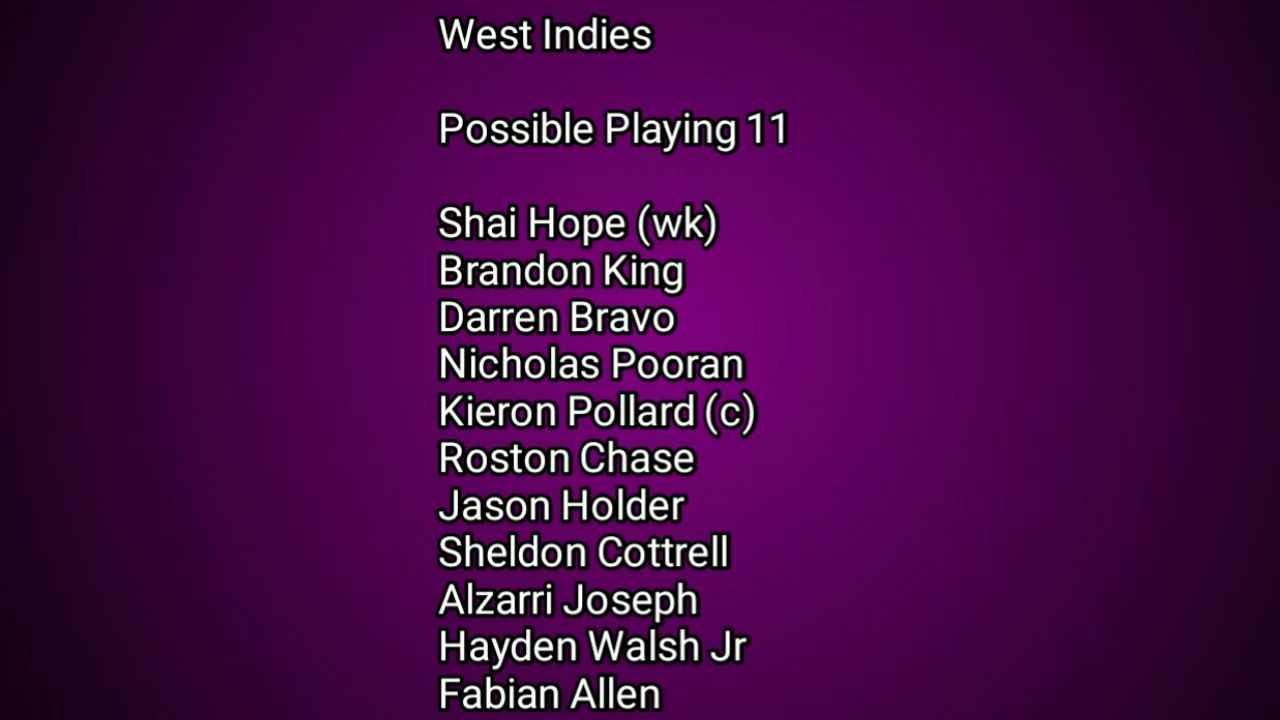 West Indies
Possible Playing 11
Shai Hope (wk)
Brandon King
Darren Bravo
Nicholas Pooran
Kieron Pollard (c)
Roston Chase
Jason Holder
Sheldon Cottrell
Alzarri Joseph
Hayden Walsh Jr
Fabian Allen